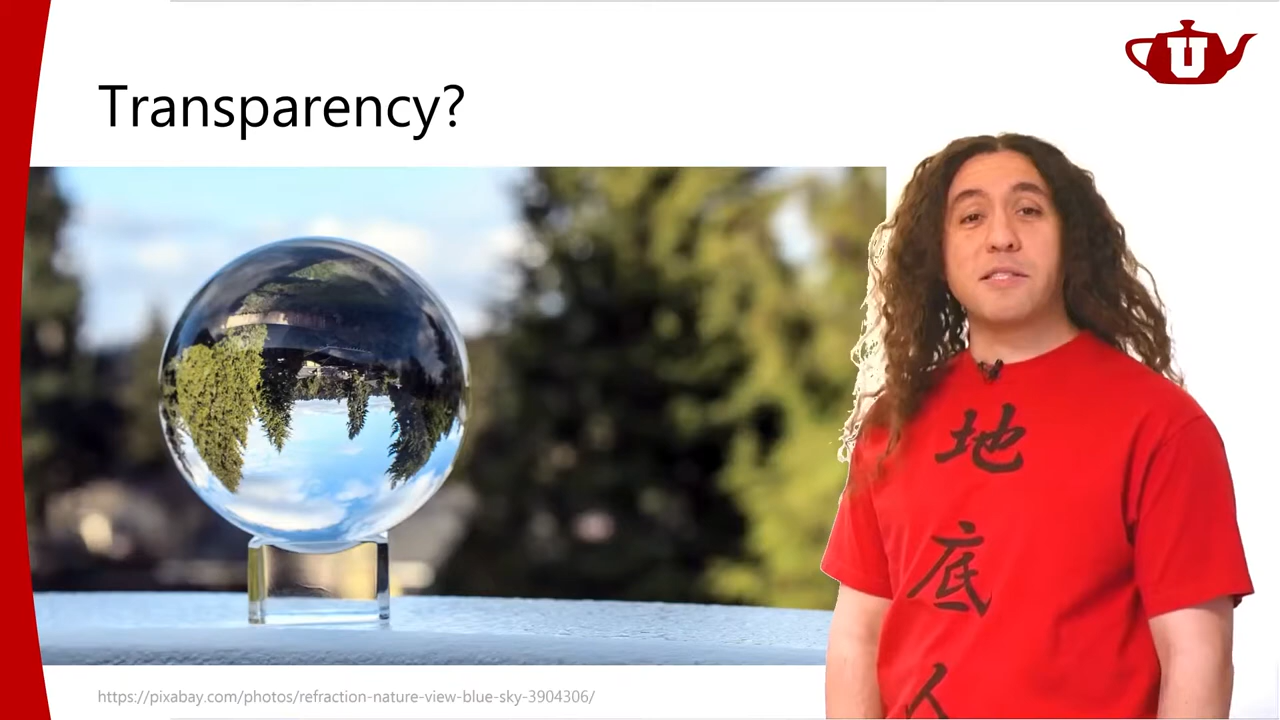 U
Transparency?
地
底
人
https://pixabay.com/photos/refraction-nature-view-blue-sky-3904306/